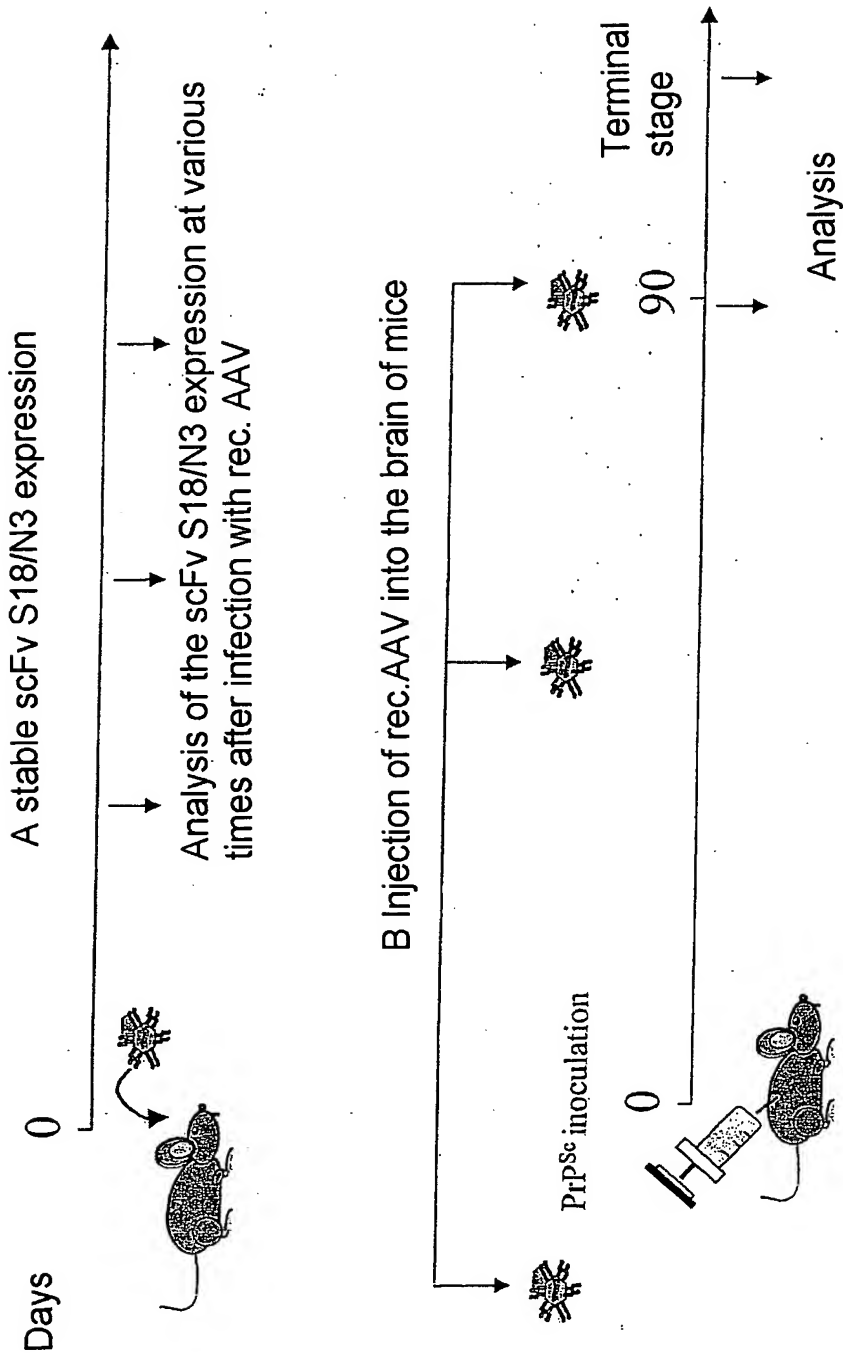 Days
0
A stable scFv S18/N3 expression
Analysis of the scFv S18/N3 expression at various
times after infection with rec. AAV
B Injection of rec.AAV into the brain of mice
PrPSc inoculation
0
90
Terminal
stage
Analysis